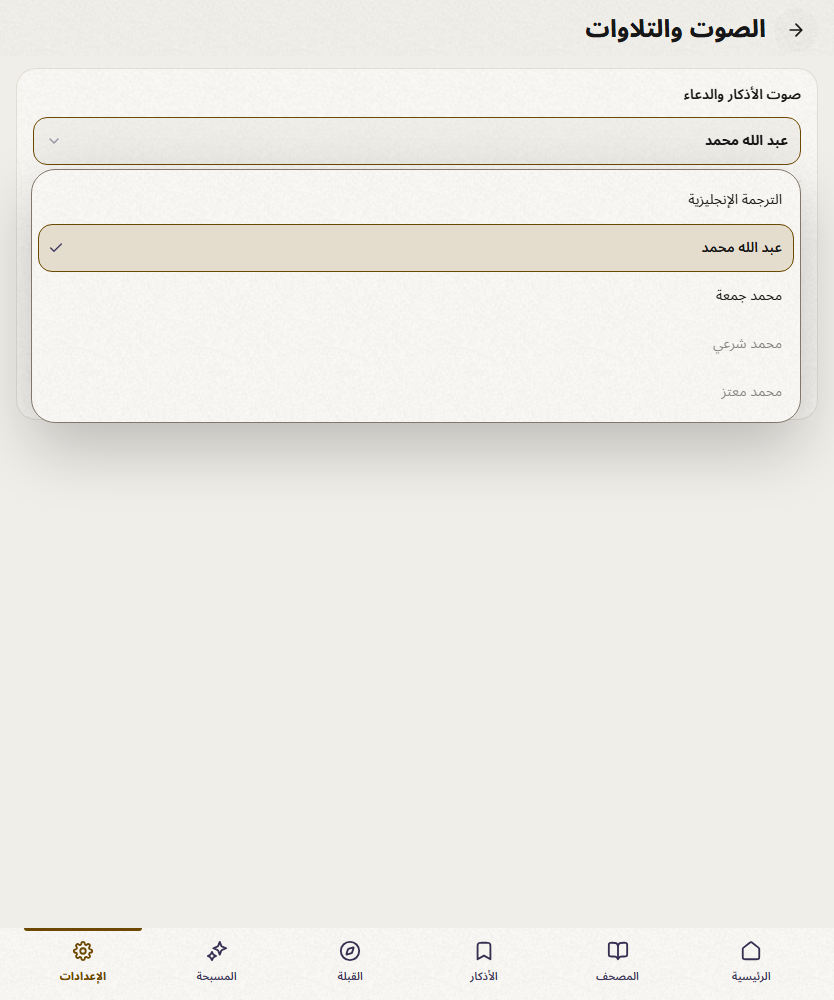 الصوت والتلاوات
صوت الأذكار والدعاء
عبد الله محمد
الترجمة الإنجليزية
عبد الله محمد
محمد جمعة
محمد شرعي
محمد معتز
الرئيسية
المصحف
الأذكار
القبلة
المسبحة
الإعدادات